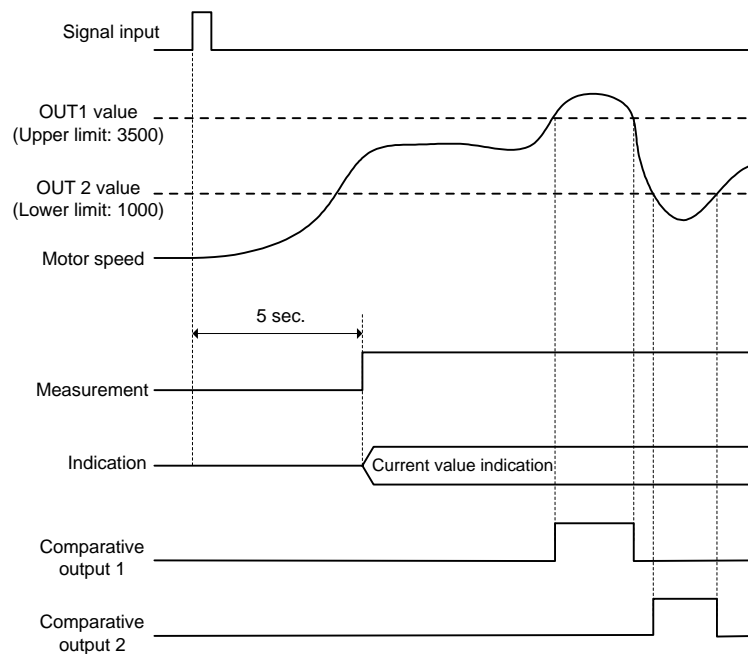 Signal input
OUT1 value
(Upper limit: 3500)
OUT 2 value
(Lower limit: 1000)
Motor speed
5 sec.
Measurement
Indication
Current value indication
Comparative
output 1
Comparative
output 2